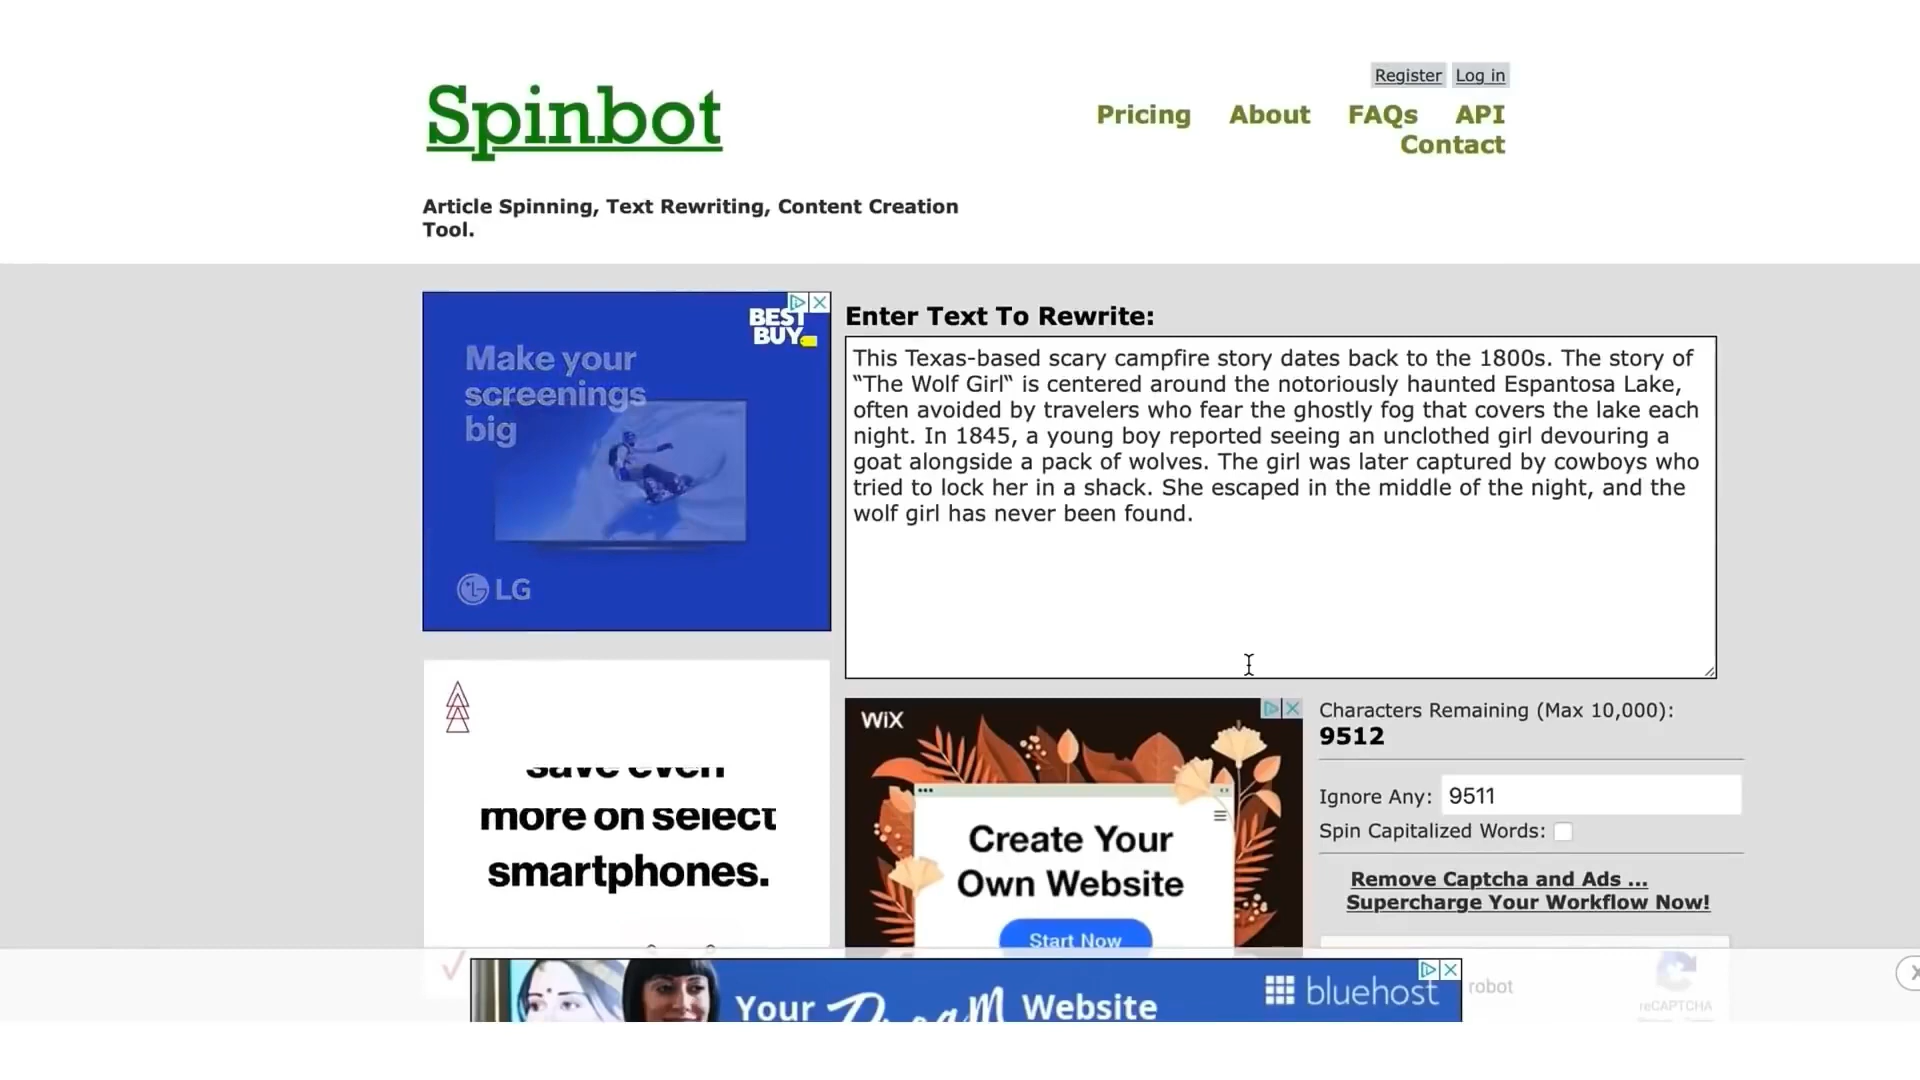 Register Log in
Spinbot
Pricing About FAQs API
Contact
Article Spinning, Text Rewriting, Content Creation
Tool.
BEST
BUY
Make your
screenings
big
LG
Enter Text To Rewrite:
This Texas-based scary campfire story dates back to the 1800s. The story of
“The Wolf Girl“ is centered around the notoriously haunted Espantosa Lake,
often avoided by travelers who fear the ghostly fog that covers the lake each
night. In 1845, a young boy reported seeing an unclothed girl devouring a
goat alongside a pack of wolves. The girl was later captured by cowboys who
tried to lock her in a shack. She escaped in the middle of the night, and the
wolf girl has never been found.
save even
more on select
smartphones.
WiX
Create Your
Own Website
Start Now
Characters Remaining (Max 10,000):
9512
Ignore Any: 9511
Spin Capitalized Words:
Remove Captcha and Ads ...
Supercharge Your Workflow Now!
Your Dream Website
bluehost
robot
reCAPTCHA